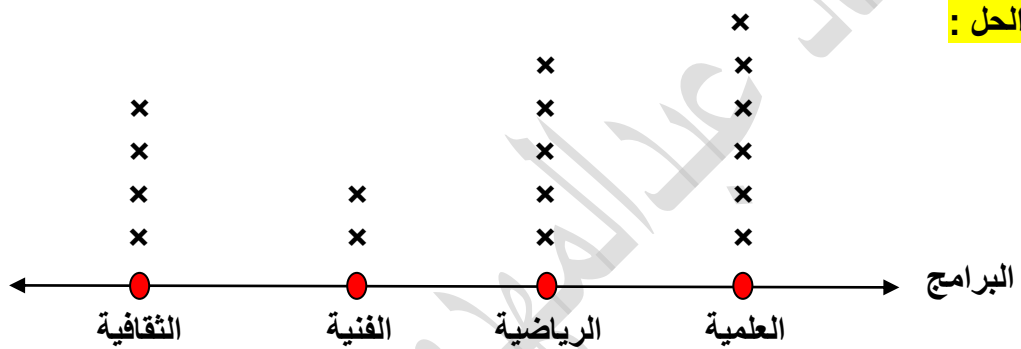 الحل :
×
× ×
× × ×
× × ×
× × × ×
× × × ×
البرامج
العلمية الرياضية الفنية الثقافية